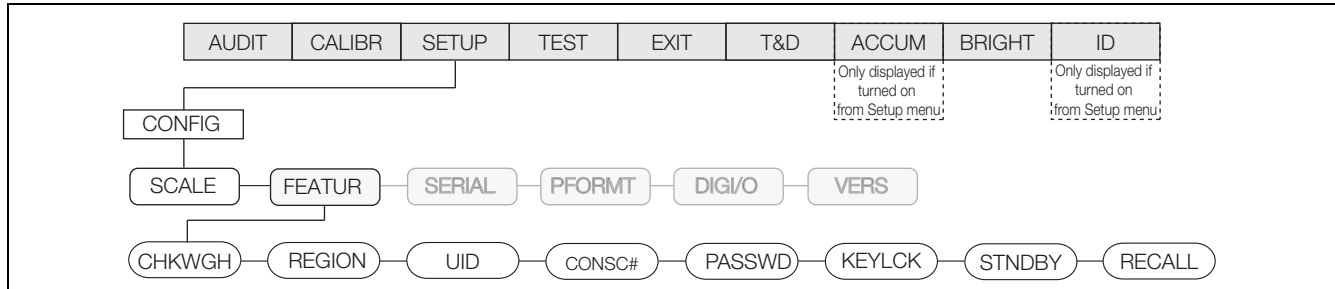 AUDIT CALIBR SETUP TEST EXIT T&D ACCUM BRIGHT ID
Only displayed if
turned on
from Setup menu
Only displayed if
turned on
from Setup menu
CONFIG
SCALE FEATUR SERIAL PFORMT DIGI/O VERS
CHKWGH REGION UID CONSC# PASSWD KEYLCK STNDBY RECALL